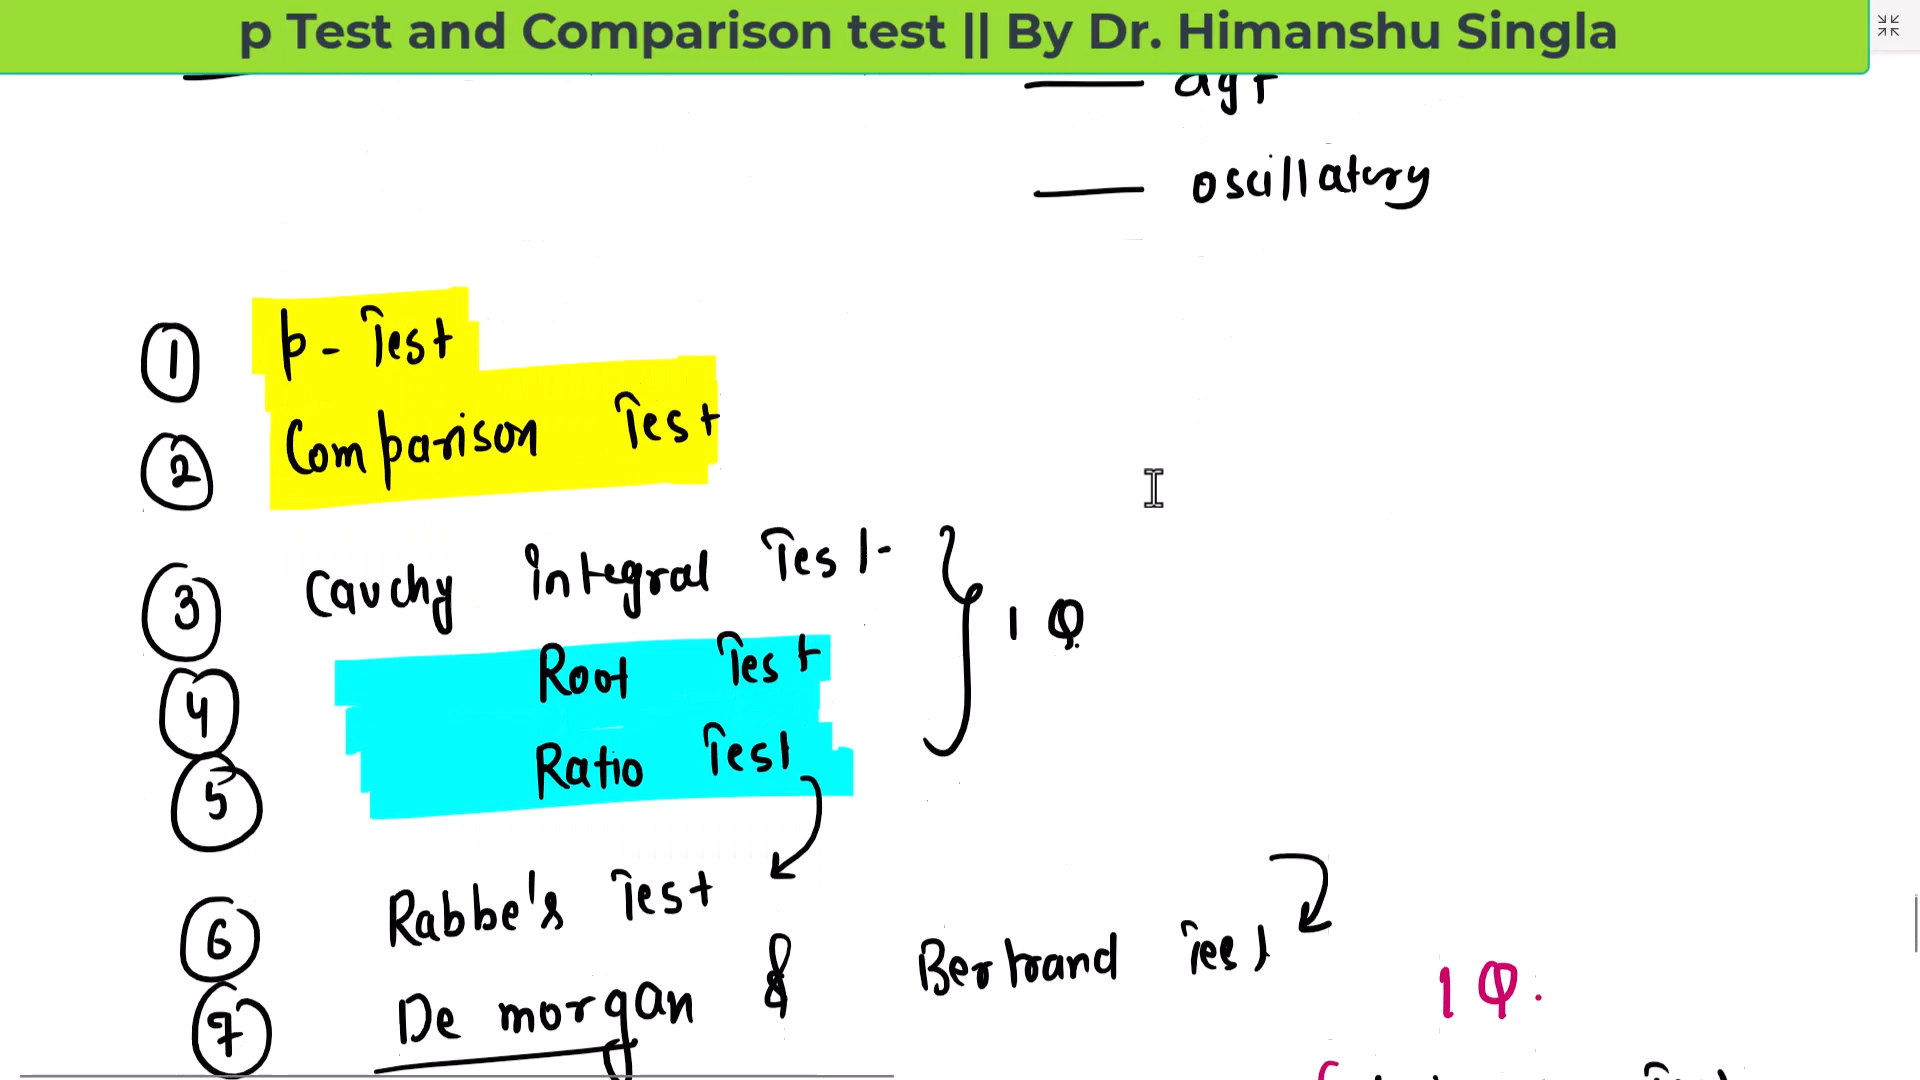 p Test and Comparison test || By Dr. Himanshu Singla
dgt
oscillatory
1 p - Test
2 Comparison Test
3 Cauchy integral Test
1 Q.
4 Root Test
5 Ratio Test
6 Rabbe's Test
7 De morgan & Bertrand Test
1 Q.